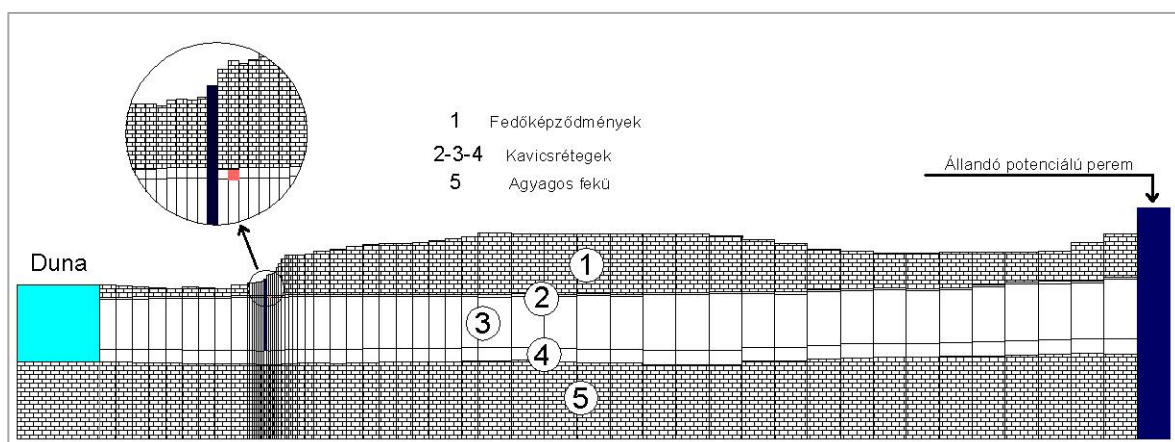 1 Fedőképződmények
2-3-4 Kavicsrétegek
5 Agyagos fekü
Állandó potenciálú perem
Duna
1
2
3
4
5